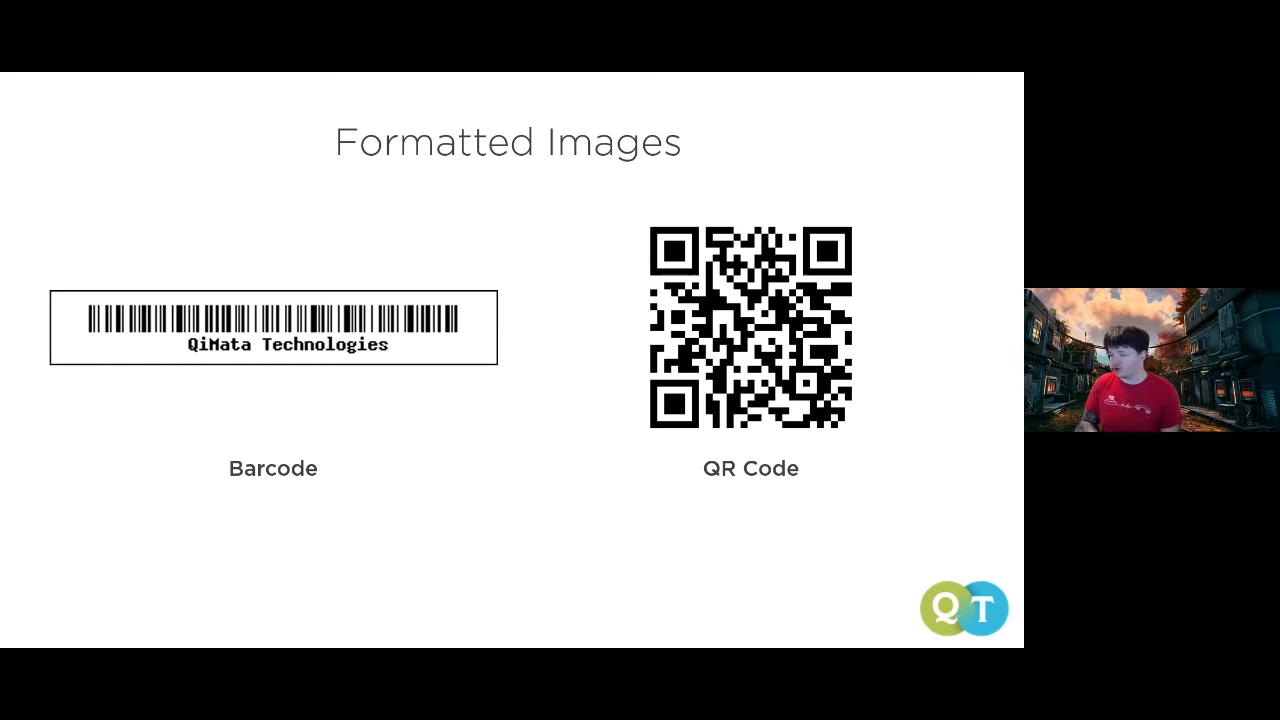 Formatted Images
QiMata Technologies
Barcode
QR Code
QT